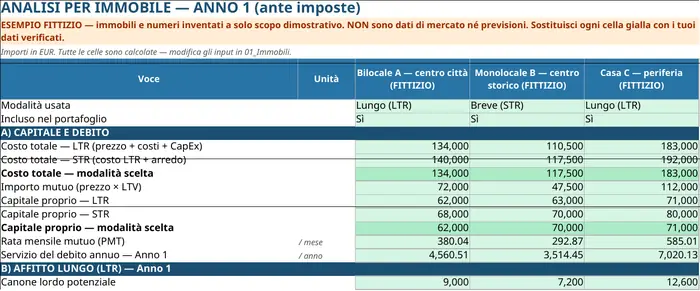 ANALISI PER IMMOBILE — ANNO 1 (ante imposte)
ESEMPIO FITTIZIO — immobili e numeri inventati a solo scopo dimostrativo. NON sono dati di mercato né previsioni. Sostituisci ogni cella gialla con i tuoi
dati verificati.
Importi in EUR. Tutte le celle sono calcolate — modifica gli input in 01_Immobili.
Voce Unità Bilocale A — centro città (FITTIZIO) Monolocale B — centro storico (FITTIZIO) Casa C — periferia (FITTIZIO)
Modalità usata Lungo (LTR) Breve (STR) Lungo (LTR)
Incluso nel portafoglio Sì Sì Sì
A) CAPITALE E DEBITO
Costo totale — LTR (prezzo + costi + CapEx) 134,000 110,500 183,000
Costo totale — STR (costo LTR + arredo) 140,000 117,500 192,000
Costo totale — modalità scelta 134,000 117,500 183,000
Importo mutuo (prezzo × LTV) 72,000 47,500 112,000
Capitale proprio — LTR 62,000 63,000 71,000
Capitale proprio — STR 68,000 70,000 80,000
Capitale proprio — modalità scelta 62,000 70,000 71,000
Rata mensile mutuo (PMT) / mese 380.04 292.87 585.01
Servizio del debito annuo — Anno 1 / anno 4,560.51 3,514.45 7,020.13
B) AFFITTO LUNGO (LTR) — Anno 1
Canone lordo potenziale 9,000 7,200 12,600